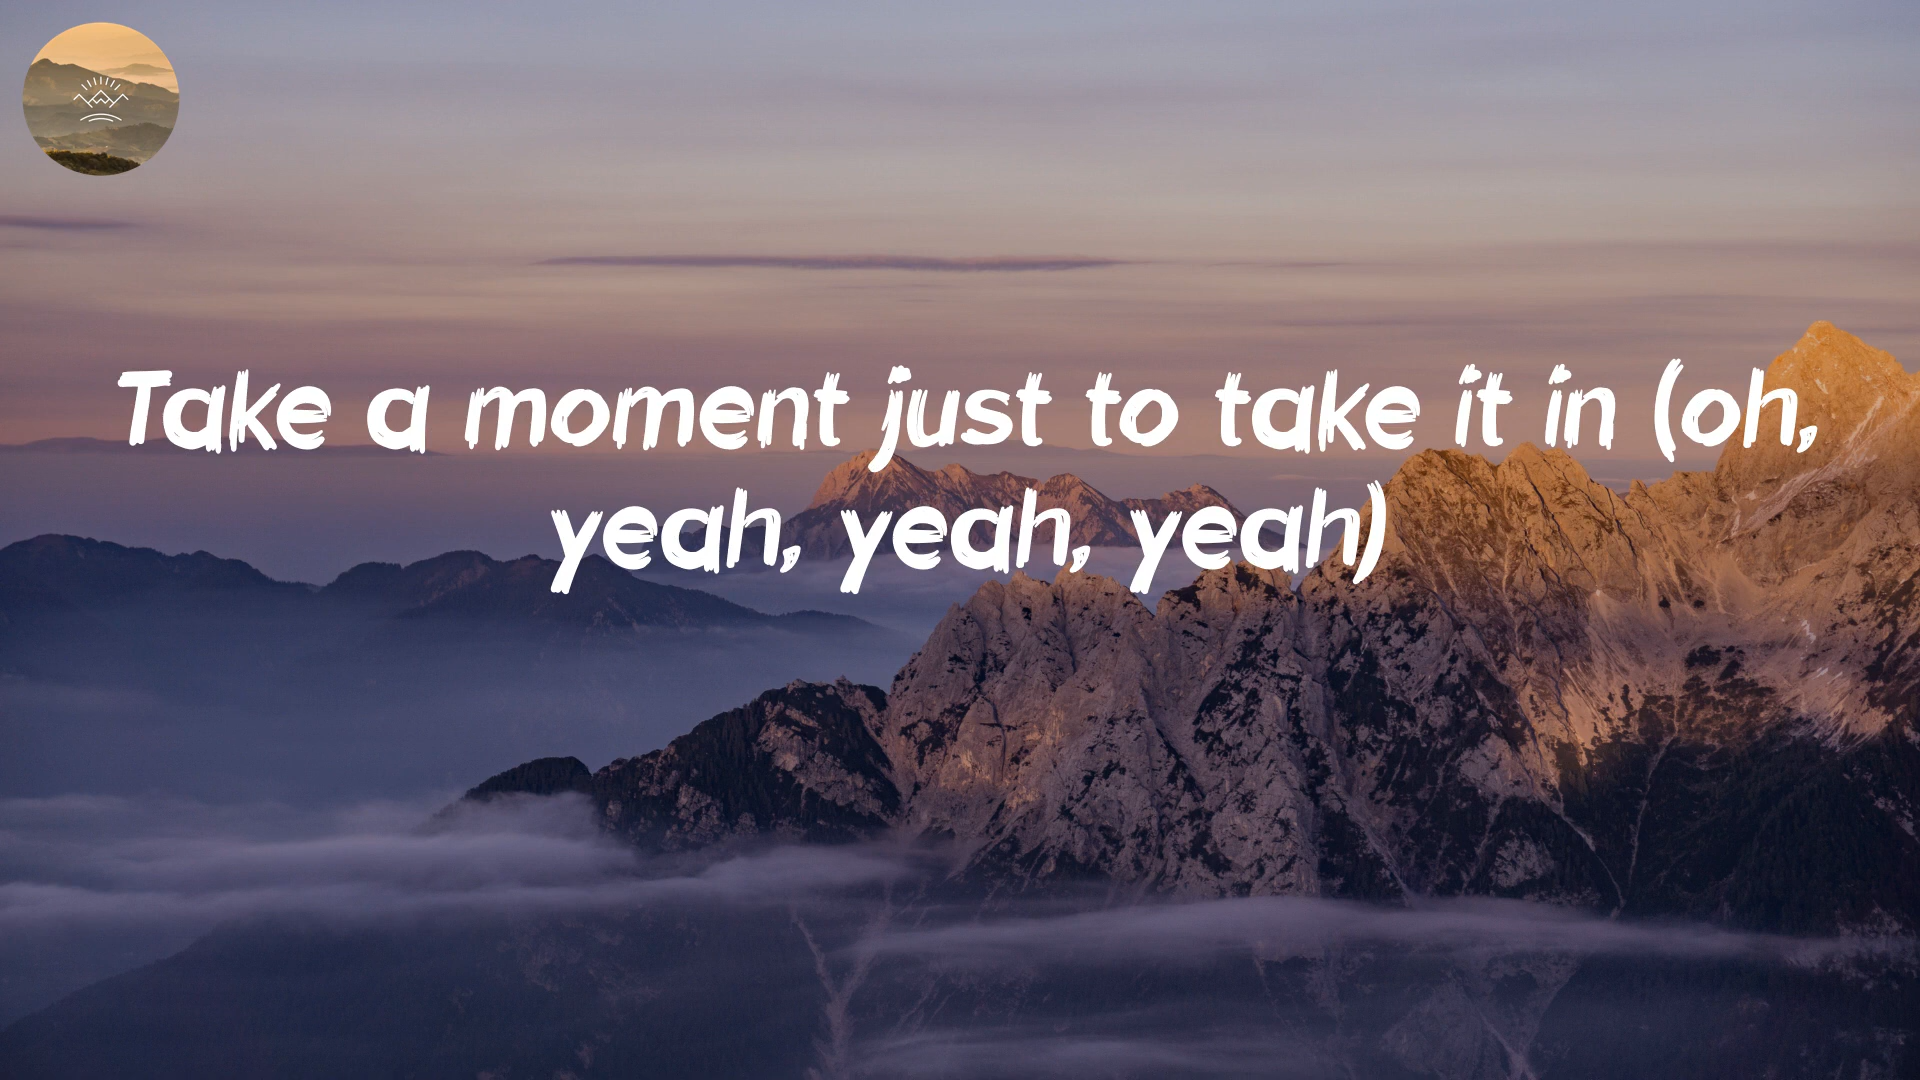 Take a moment just to take it in (oh,
yeah, yeah, yeah)